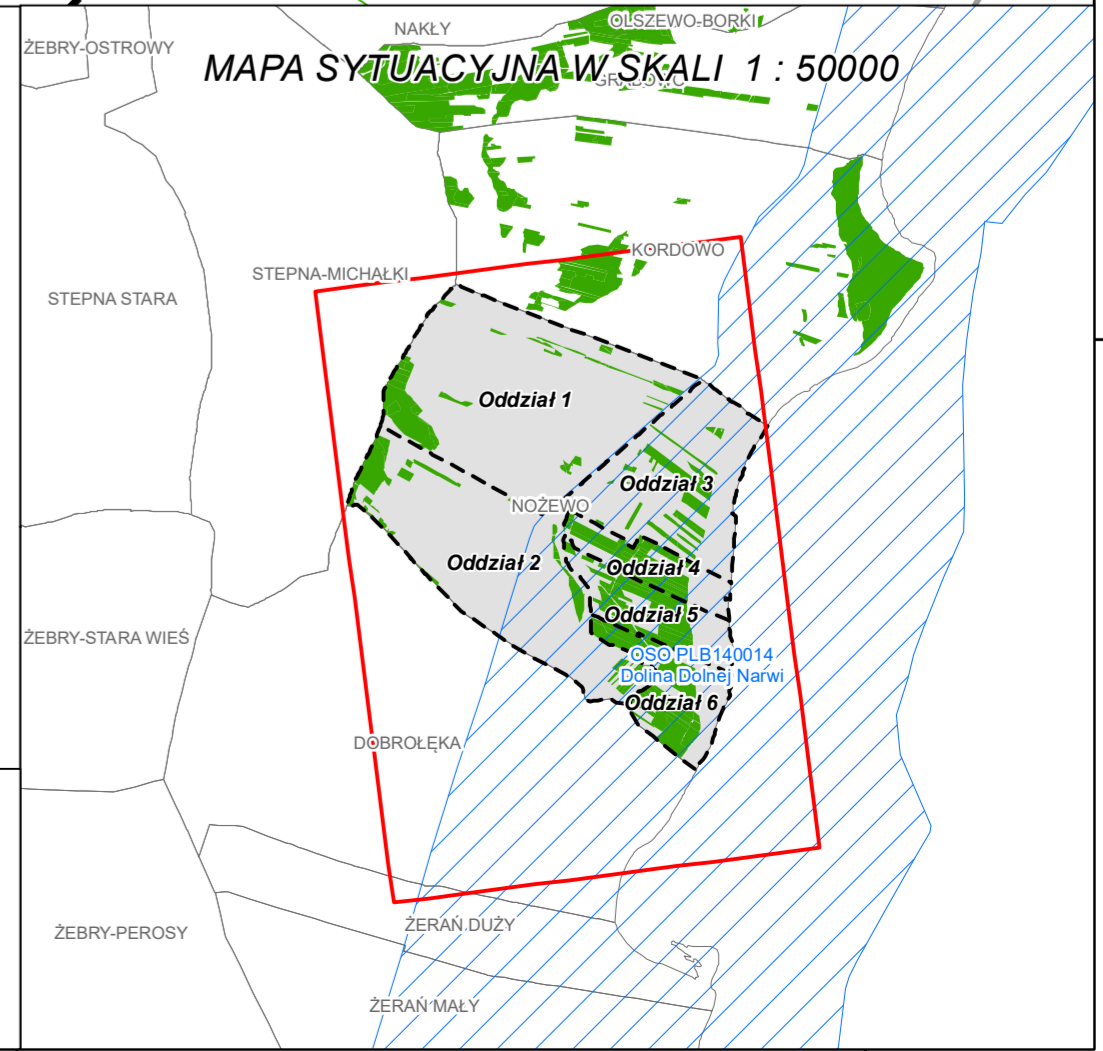 NAKŁY
OLSZEWO-BORKI
ŻEBRY-OSTROWY
MAPA SYTUACYJNA W SKALI 1 : 50000
GRABOWO
KORDOWO
STEPNA-MICHAŁKI
STEPNA STARA
Oddział 1
Oddział 3
NOŻEWO
Oddział 2
Oddział 4
Oddział 5
ŻEBRY-STARA WIEŚ
OSO PLB140014
Dolina Dolnej Narwi
Oddział 6
DOBROŁĘKA
ŻERAŃ DUŻY
ŻEBRY-PEROSY
ŻERAŃ MAŁY